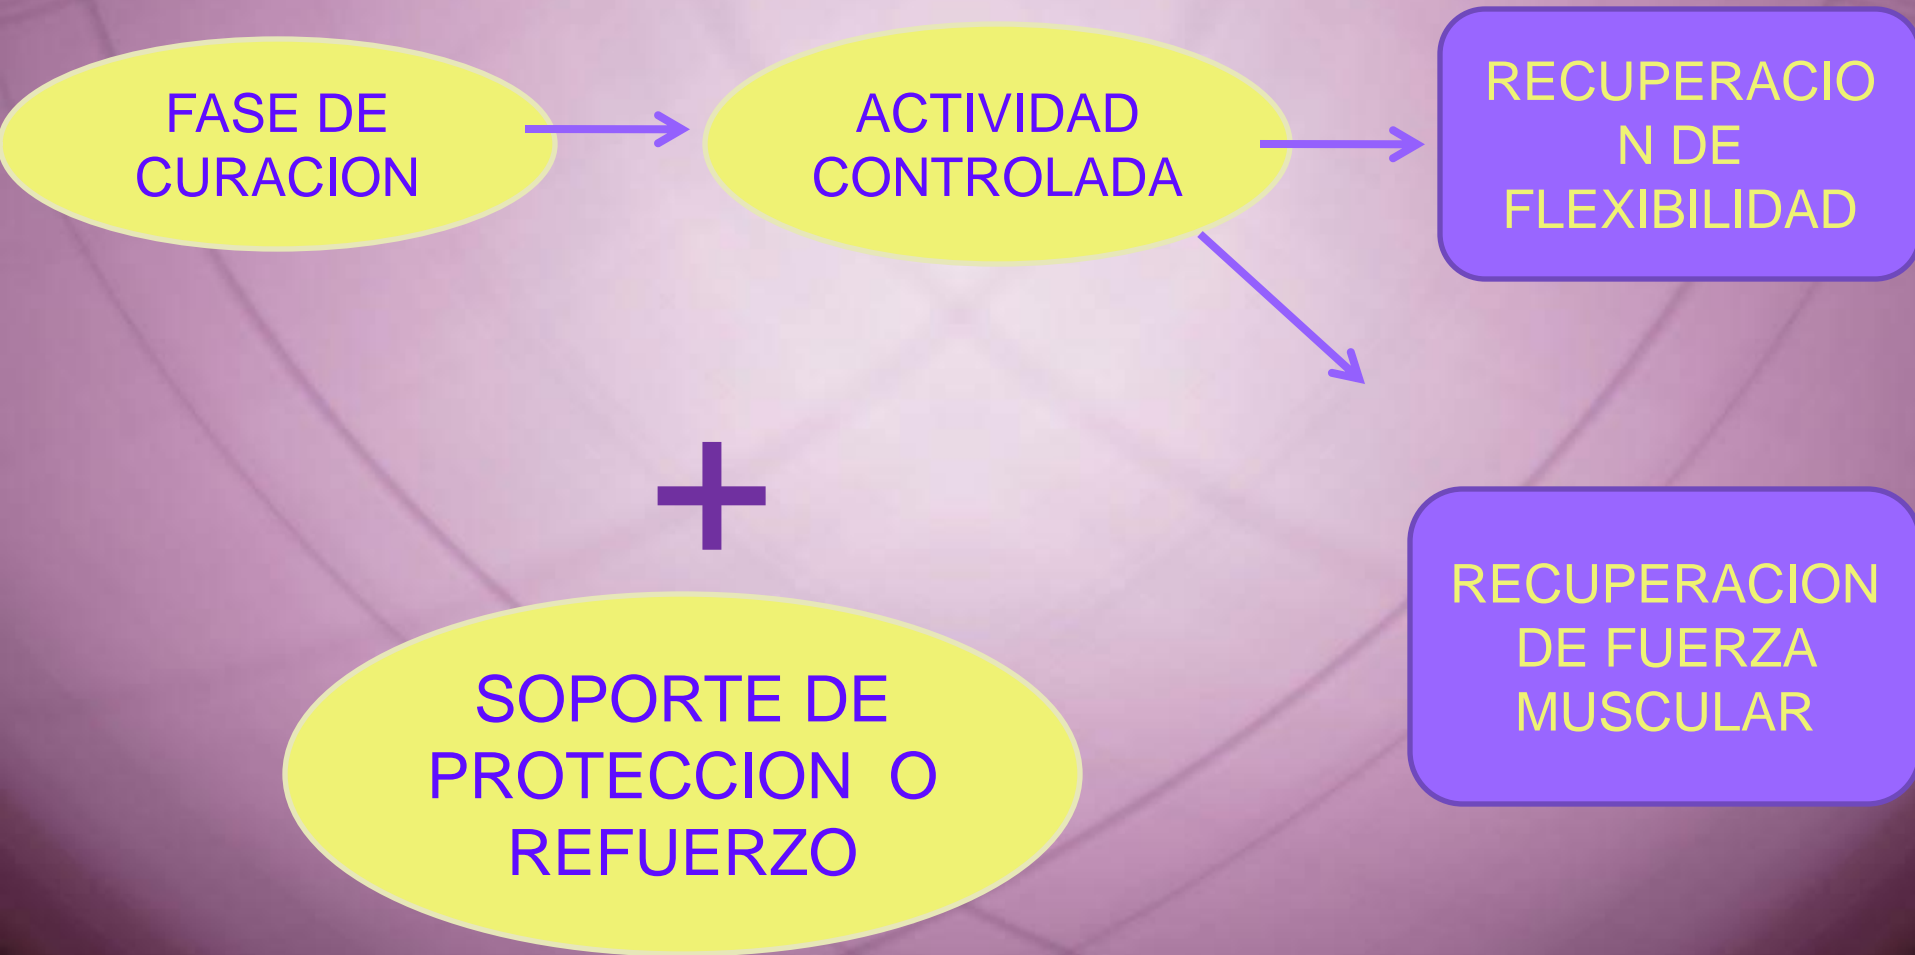 FASE DE
CURACION
ACTIVIDAD
CONTROLADA
RECUPERACIO
N DE
FLEXIBILIDAD
+
SOPORTE DE
PROTECCION O
REFUERZO
RECUPERACION
DE FUERZA
MUSCULAR